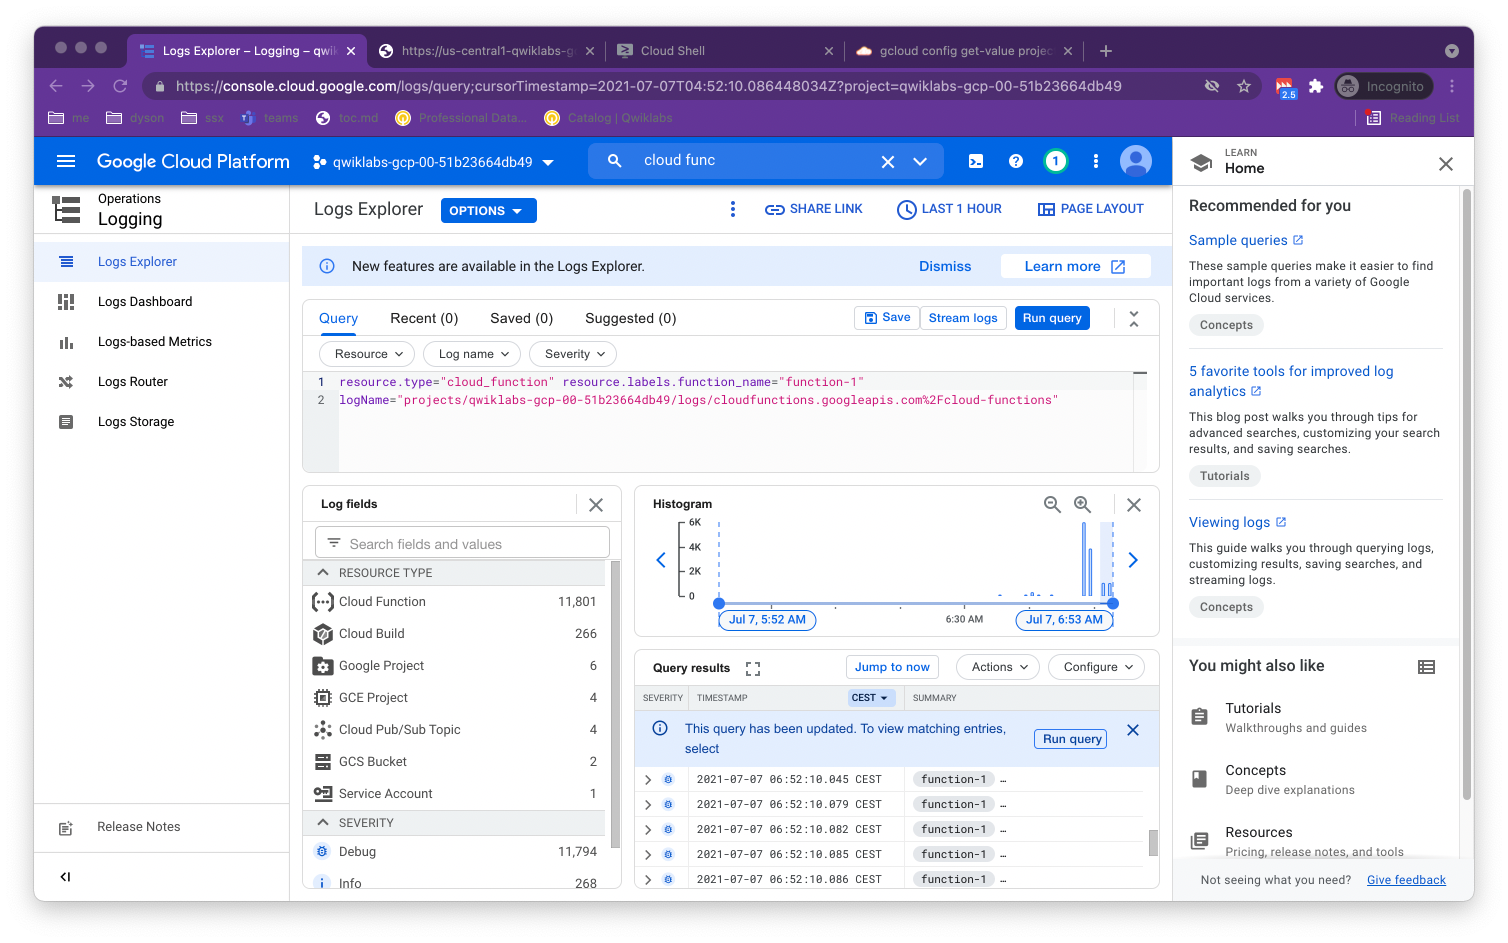 Logs Explorer – Logging – qwik
https://us-central1-qwiklabs-g
Cloud Shell
gcloud config get-value projec
https://console.cloud.google.com/logs/query;cursorTimestamp=2021-07-07T04:52:10.086448034Z?project=qwiklabs-gcp-00-51b23664db49
2.5
Incognito
me
dyson
ssx
teams
toc.md
Professional Data...
Catalog | Qwiklabs
Reading List
Google Cloud Platform
qwiklabs-gcp-00-51b23664db49
cloud func
1
LEARN
Home
Operations
Logging
Logs Explorer
OPTIONS
SHARE LINK
LAST 1 HOUR
PAGE LAYOUT
Logs Explorer
Logs Dashboard
Logs-based Metrics
Logs Router
Logs Storage
Release Notes
New features are available in the Logs Explorer.
Dismiss
Learn more
Query
Recent (0)
Saved (0)
Suggested (0)
Save
Stream logs
Run query
Resource
Log name
Severity
1 resource.type="cloud_function" resource.labels.function_name="function-1"
2 logName="projects/qwiklabs-gcp-00-51b23664db49/logs/cloudfunctions.googleapis.com%2Fcloud-functions"
Log fields
Search fields and values
RESOURCE TYPE
Cloud Function 11,801
Cloud Build 266
Google Project 6
GCE Project 4
Cloud Pub/Sub Topic 4
GCS Bucket 2
Service Account 1
SEVERITY
Debug 11,794
Info 268
Histogram
6K
4K
2K
0
Jul 7, 5:52 AM
6:30 AM
Jul 7, 6:53 AM
Query results
Jump to now
Actions
Configure
SEVERITY
TIMESTAMP
CEST
SUMMARY
This query has been updated. To view matching entries,
select
Run query
2021-07-07 06:52:10.045 CEST function-1 …
2021-07-07 06:52:10.079 CEST function-1 …
2021-07-07 06:52:10.082 CEST function-1 …
2021-07-07 06:52:10.085 CEST function-1 …
2021-07-07 06:52:10.086 CEST function-1 …
Recommended for you
Sample queries
These sample queries make it easier to find
important logs from a variety of Google
Cloud services.
Concepts
5 favorite tools for improved log
analytics
This blog post walks you through tips for
advanced searches, customizing your search
results, and saving searches.
Tutorials
Viewing logs
This guide walks you through querying logs,
customizing results, saving searches, and
streaming logs.
Concepts
You might also like
Tutorials
Walkthroughs and guides
Concepts
Deep dive explanations
Resources
Pricing, release notes, and tools
Not seeing what you need?
Give feedback